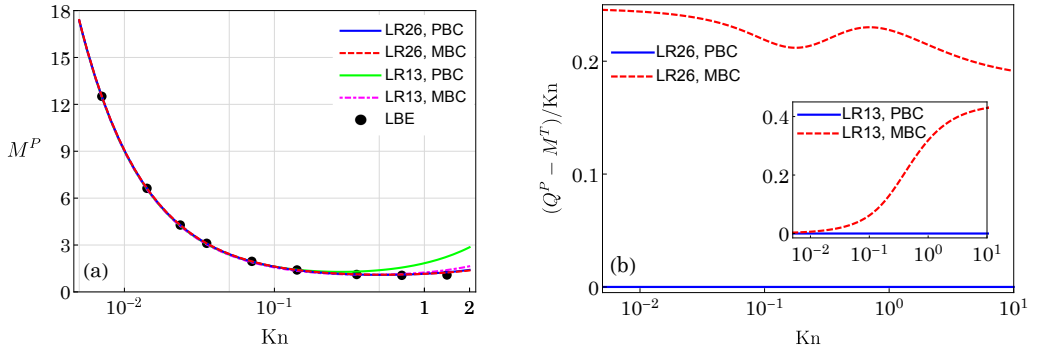 18
15
12
9
6
3
0
M^P
LR26, PBC
LR26, MBC
LR13, PBC
LR13, MBC
LBE
(a)
10^{-2}
10^{-1}
1
2
Kn
(Q^P − M^T)/Kn
0.2
0.1
0
LR26, PBC
LR26, MBC
LR13, PBC
LR13, MBC
0.4
0.2
0
10^{-2}
10^{-1}
10^0
10^1
(b)
10^{-2}
10^{-1}
10^0
10^1
Kn